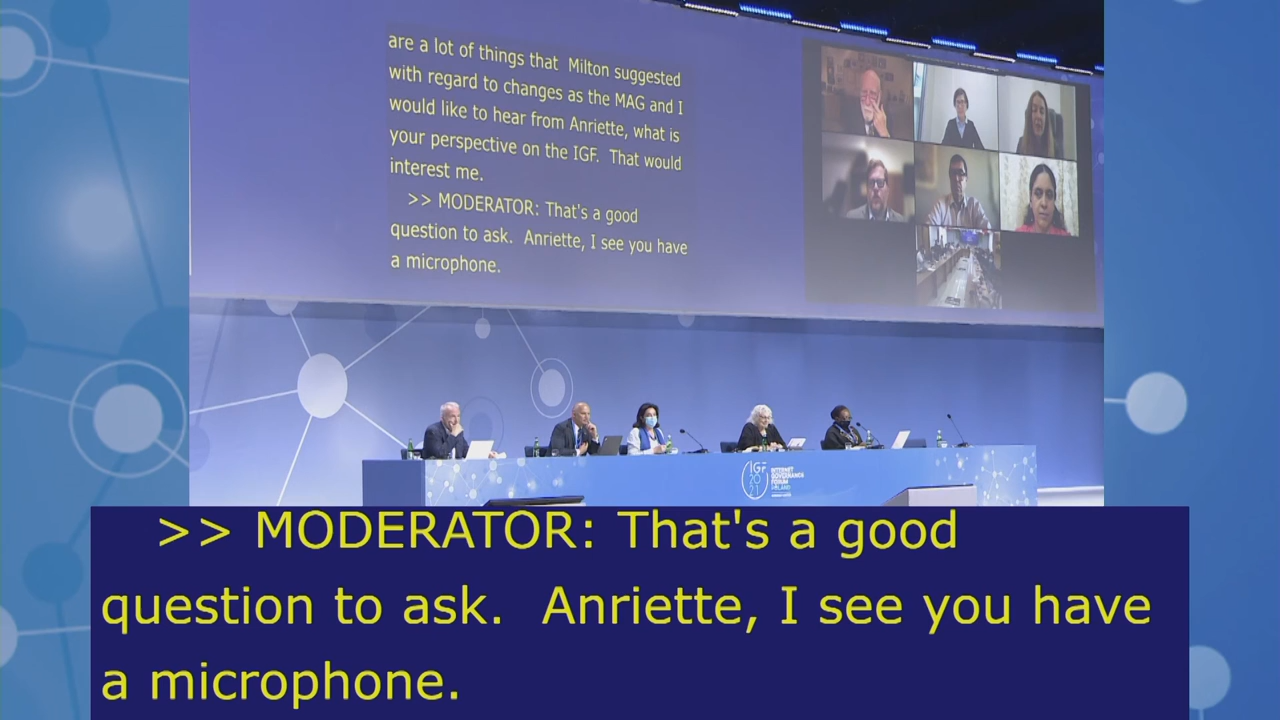 are a lot of things that  Milton suggested
with regard to changes as the MAG and I
would like to hear from Anriette, what is
your perspective on the IGF.  That would
interest me.
>> MODERATOR: That's a good
question to ask.  Anriette, I see you have
a microphone.
IGF
20
21
INTERNET
GOVERNANCE
FORUM
POLAND
>> MODERATOR: That's a good
question to ask.  Anriette, I see you have
a microphone.